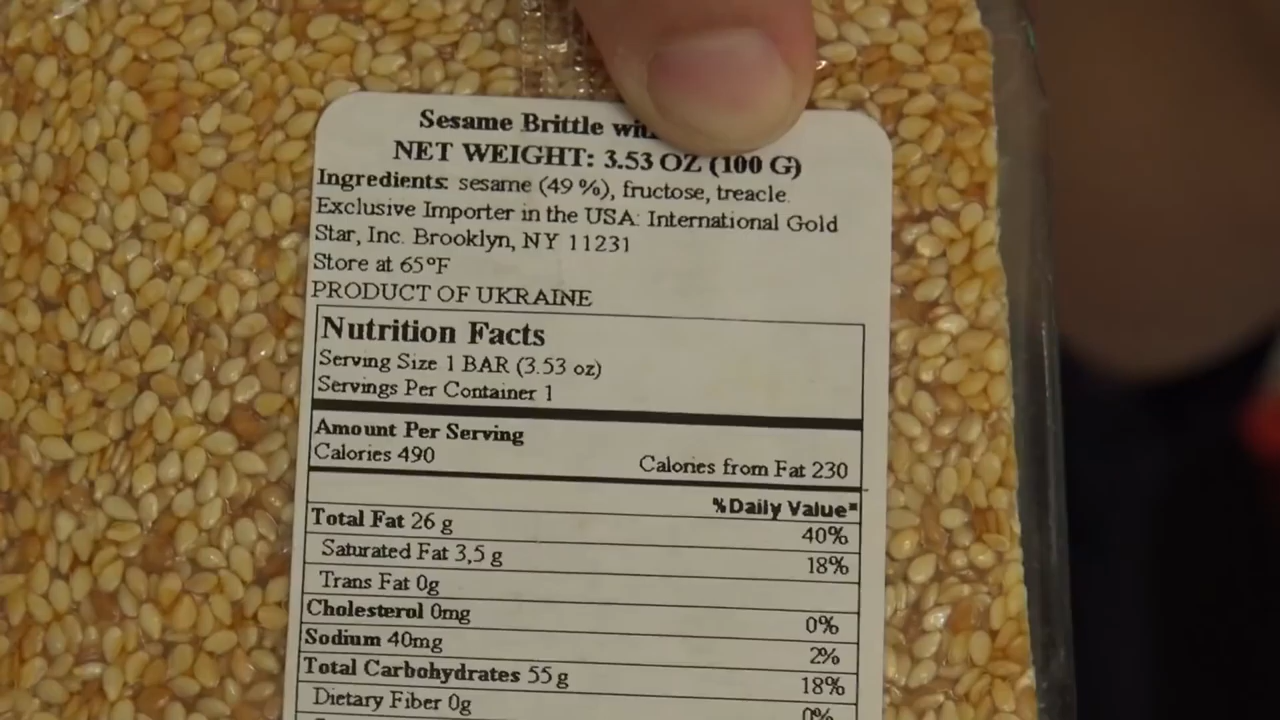 Sesame Brittle with
NET WEIGHT: 3.53 OZ (100 G)
Ingredients: sesame (49 %), fructose, treacle.
Exclusive Importer in the USA: International Gold
Star, Inc. Brooklyn, NY 11231
Store at 65°F
PRODUCT OF UKRAINE
Nutrition Facts
Serving Size 1 BAR (3.53 oz)
Servings Per Container 1
Amount Per Serving
Calories 490 Calories from Fat 230
%Daily Value*
Total Fat 26 g 40%
Saturated Fat 3,5 g 18%
Trans Fat 0g
Cholesterol 0mg 0%
Sodium 40mg 2%
Total Carbohydrates 55 g 18%
Dietary Fiber 0g 0%